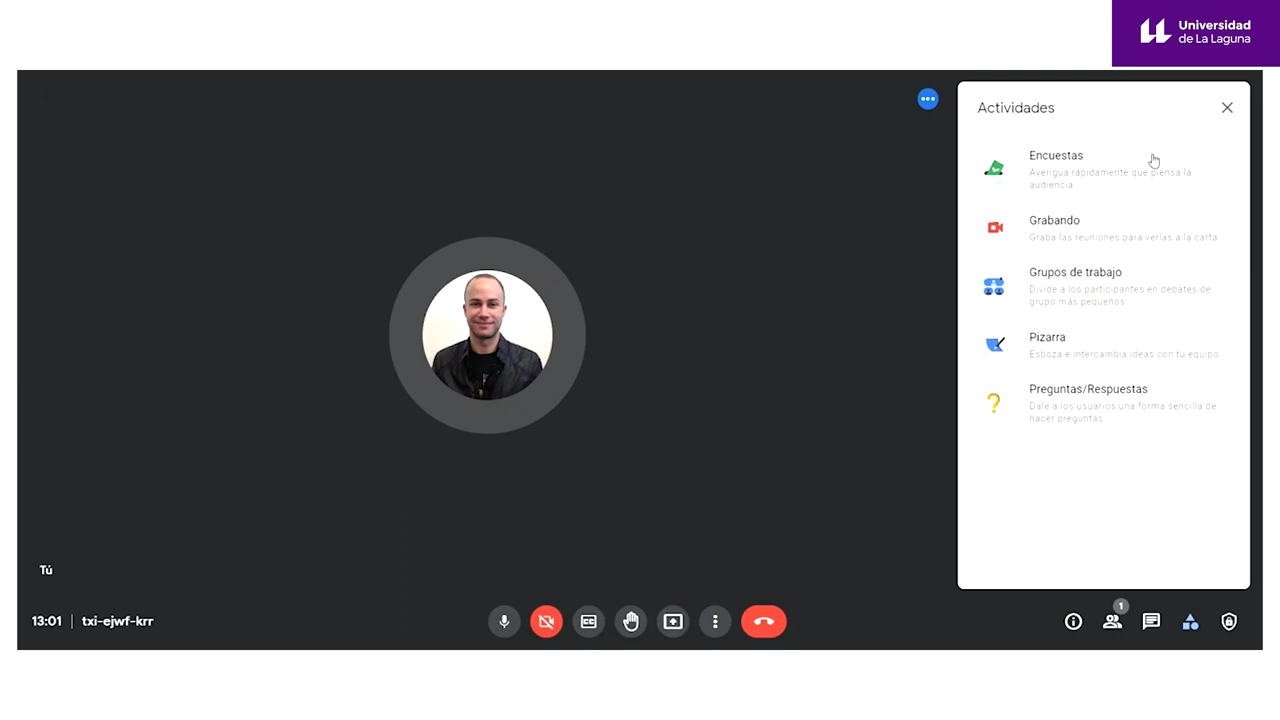 Universidad
de La Laguna
Actividades
Encuestas
Averigua rápidamente qué piensa la
audiencia
Grabando
Graba las reuniones para verlas a la carta
Grupos de trabajo
Divide a los participantes en debates de
grupo más pequeños
Pizarra
Esboza e intercambia ideas con tu equipo
Preguntas/Respuestas
Dale a los usuarios una forma sencilla de
hacer preguntas
Tú
13:01 | txi-ejwf-krr
CC
1